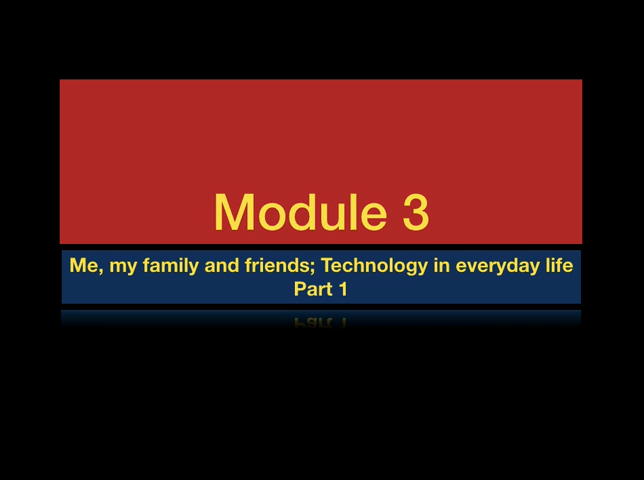 Module 3
Me, my family and friends; Technology in everyday life
Part 1